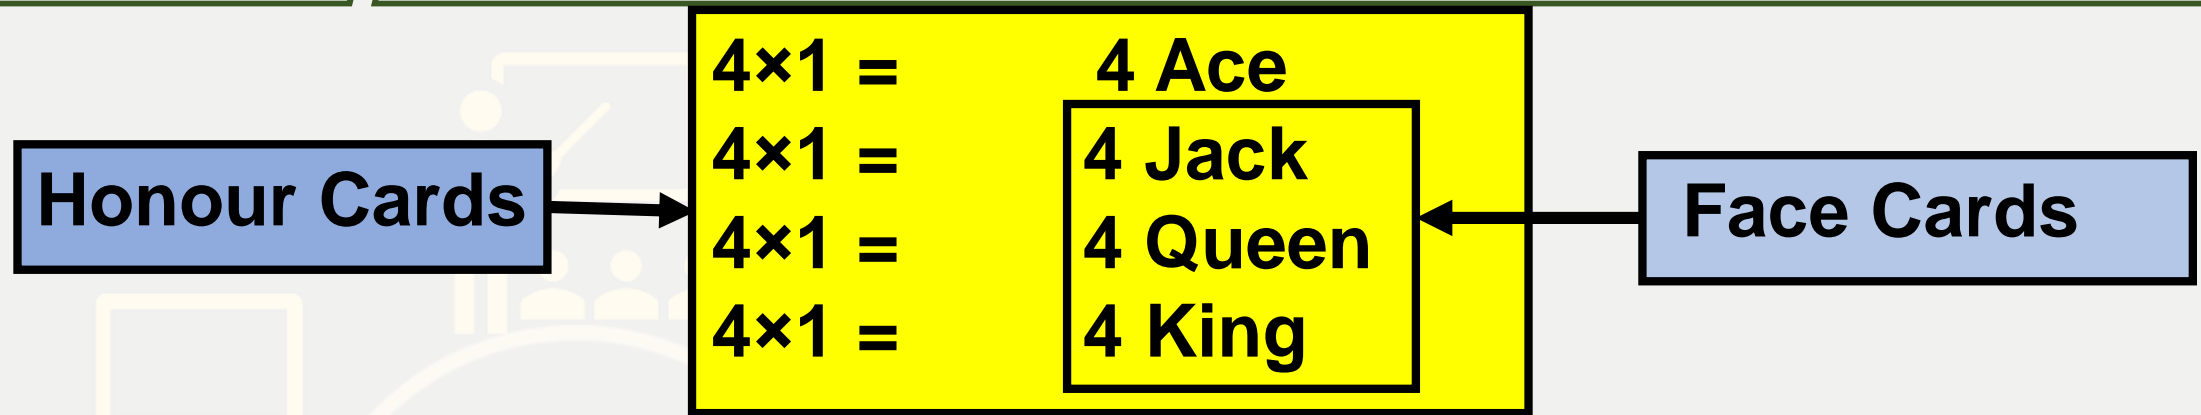 4×1 = 4 Ace
4×1 = 4 Jack
Honour Cards
Face Cards
4×1 = 4 Queen
4×1 = 4 King